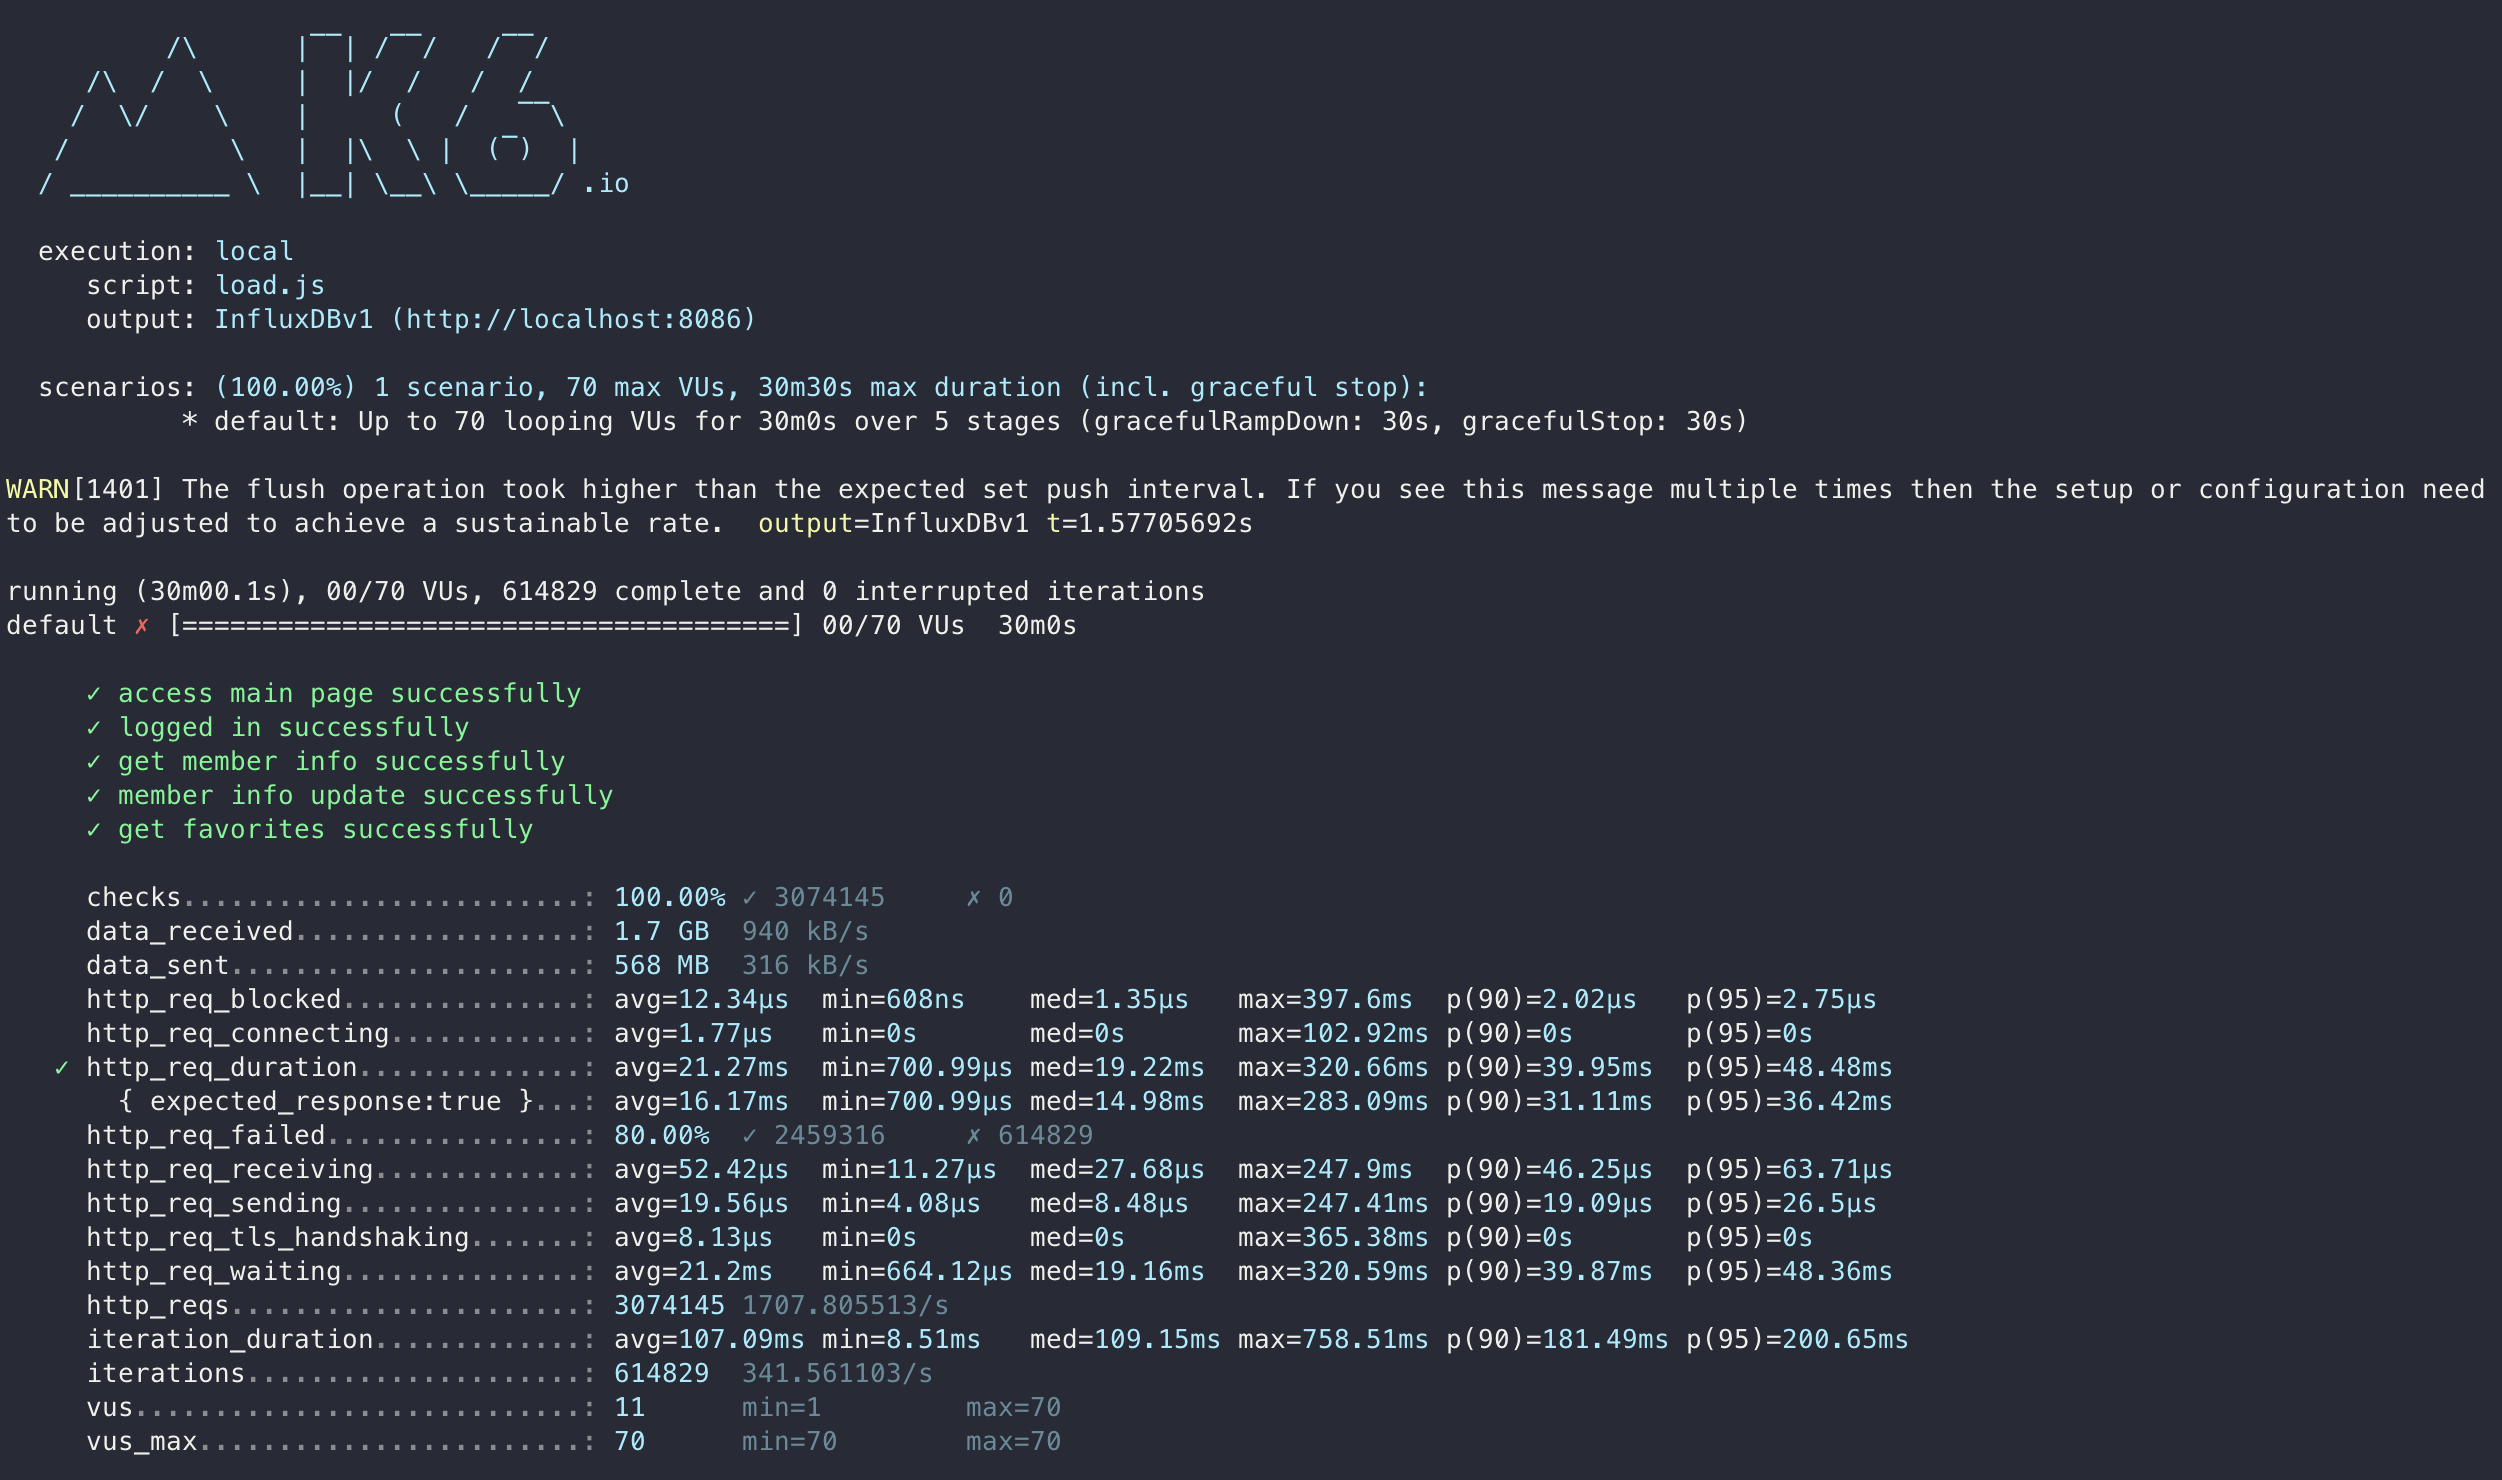 /\      |‾‾| /‾‾/   /‾‾/
     /\  /  \     |  |/  /   /  /
    /  \/    \    |     (   /   ‾‾\
   /          \   |  |\  \ |  (‾)  |
  / __________ \  |__| \__\ \_____/ .io
execution: local
script: load.js
output: InfluxDBv1 (http://localhost:8086)
scenarios: (100.00%) 1 scenario, 70 max VUs, 30m30s max duration (incl. graceful stop):
* default: Up to 70 looping VUs for 30m0s over 5 stages (gracefulRampDown: 30s, gracefulStop: 30s)
WARN[1401] The flush operation took higher than the expected set push interval. If you see this message multiple times then the setup or configuration need
to be adjusted to achieve a sustainable rate.  output=InfluxDBv1 t=1.57705692s
running (30m00.1s), 00/70 VUs, 614829 complete and 0 interrupted iterations
default ✗ [======================================] 00/70 VUs  30m0s
✓ access main page successfully
✓ logged in successfully
✓ get member info successfully
✓ member info update successfully
✓ get favorites successfully
checks.........................: 100.00% ✓ 3074145     ✗ 0
data_received..................: 1.7 GB  940 kB/s
data_sent......................: 568 MB  316 kB/s
http_req_blocked...............: avg=12.34µs  min=608ns    med=1.35µs   max=397.6ms  p(90)=2.02µs   p(95)=2.75µs
http_req_connecting............: avg=1.77µs   min=0s       med=0s       max=102.92ms p(90)=0s       p(95)=0s
✓ http_req_duration..............: avg=21.27ms  min=700.99µs med=19.22ms  max=320.66ms p(90)=39.95ms  p(95)=48.48ms
{ expected_response:true }...: avg=16.17ms  min=700.99µs med=14.98ms  max=283.09ms p(90)=31.11ms  p(95)=36.42ms
http_req_failed................: 80.00%  ✓ 2459316     ✗ 614829
http_req_receiving.............: avg=52.42µs  min=11.27µs  med=27.68µs  max=247.9ms  p(90)=46.25µs  p(95)=63.71µs
http_req_sending...............: avg=19.56µs  min=4.08µs   med=8.48µs   max=247.41ms p(90)=19.09µs  p(95)=26.5µs
http_req_tls_handshaking.......: avg=8.13µs   min=0s       med=0s       max=365.38ms p(90)=0s       p(95)=0s
http_req_waiting...............: avg=21.2ms   min=664.12µs med=19.16ms  max=320.59ms p(90)=39.87ms  p(95)=48.36ms
http_reqs......................: 3074145 1707.805513/s
iteration_duration.............: avg=107.09ms min=8.51ms   med=109.15ms max=758.51ms p(90)=181.49ms p(95)=200.65ms
iterations.....................: 614829  341.561103/s
vus............................: 11      min=1         max=70
vus_max........................: 70      min=70        max=70